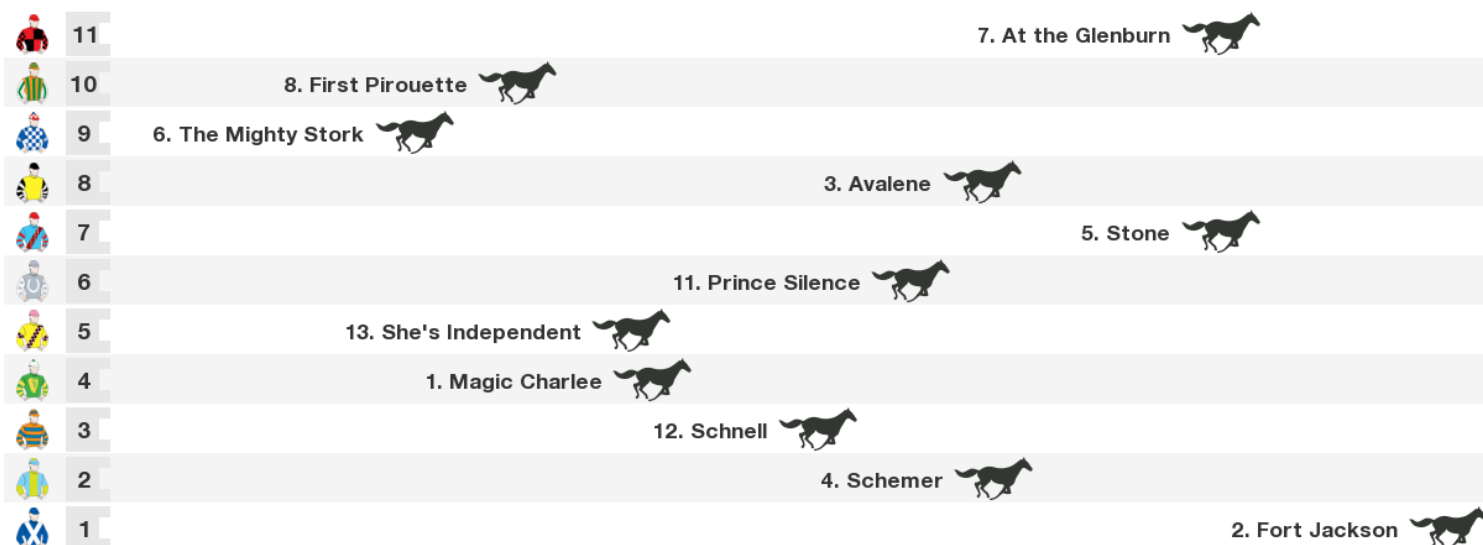 11 7. At the Glenburn
10 8. First Pirouette
9 6. The Mighty Stork
8 3. Avalene
7 5. Stone
6 11. Prince Silence
5 13. She's Independent
4 1. Magic Charlee
3 12. Schnell
2 4. Schemer
1 2. Fort Jackson